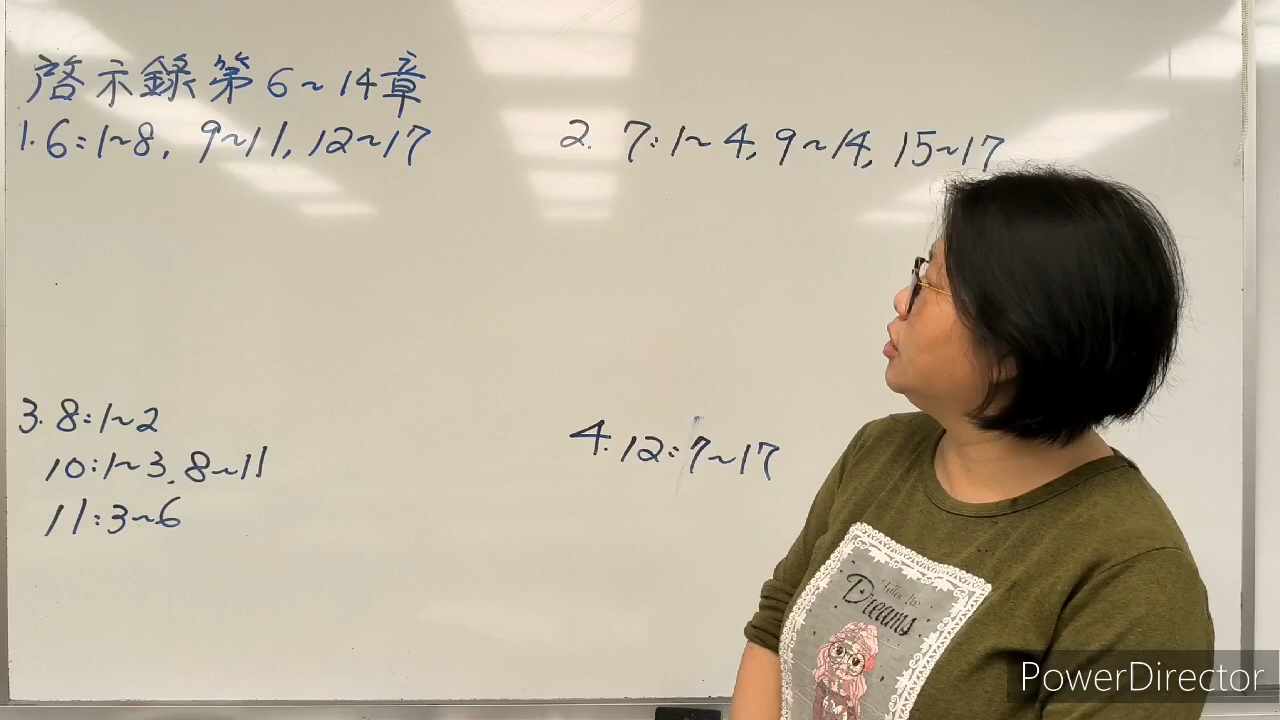 啓示錄第6~14章
1. 6:1~8, 9~11, 12~17
2. 7:1~4, 9~14, 15~17
3. 8:1~2
10:1~3, 8~11
11:3~6
4. 12:7~17
Dreams
PowerDirector